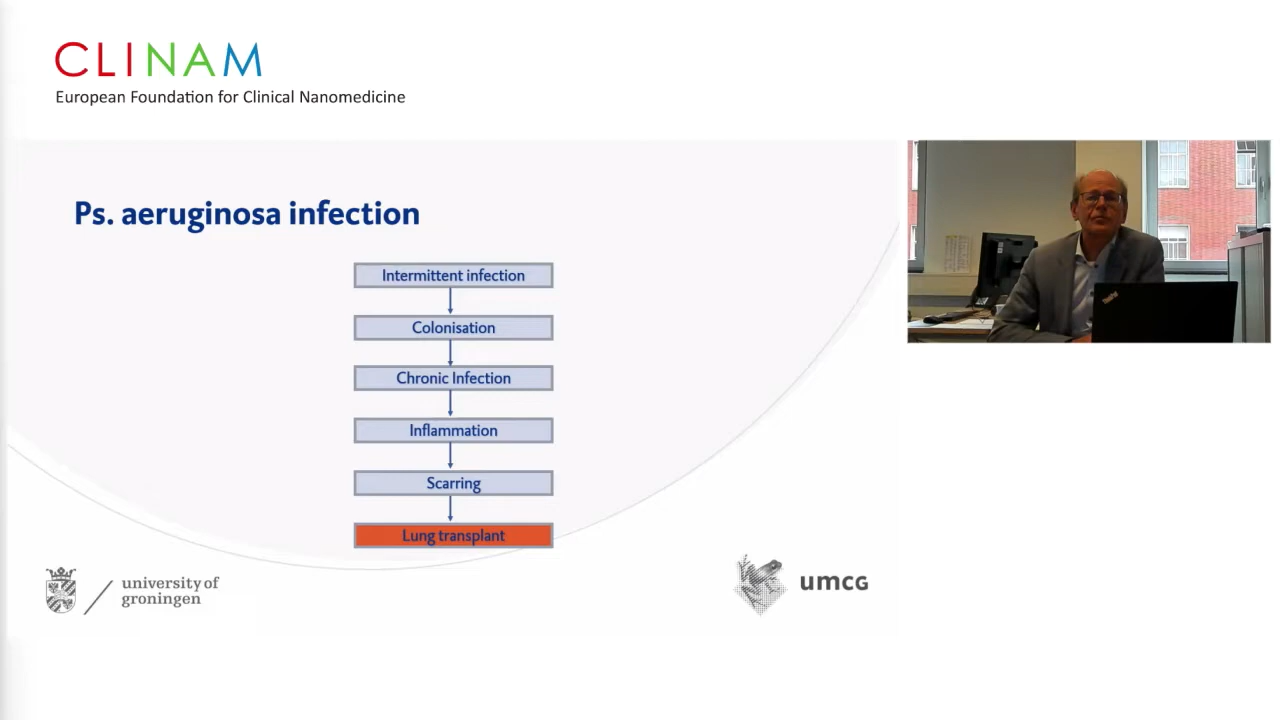 CLINAM
European Foundation for Clinical Nanomedicine
Ps. aeruginosa infection
Intermittent infection
Colonisation
Chronic Infection
Inflammation
Scarring
Lung transplant
university of
groningen
umcg
ThinkPad